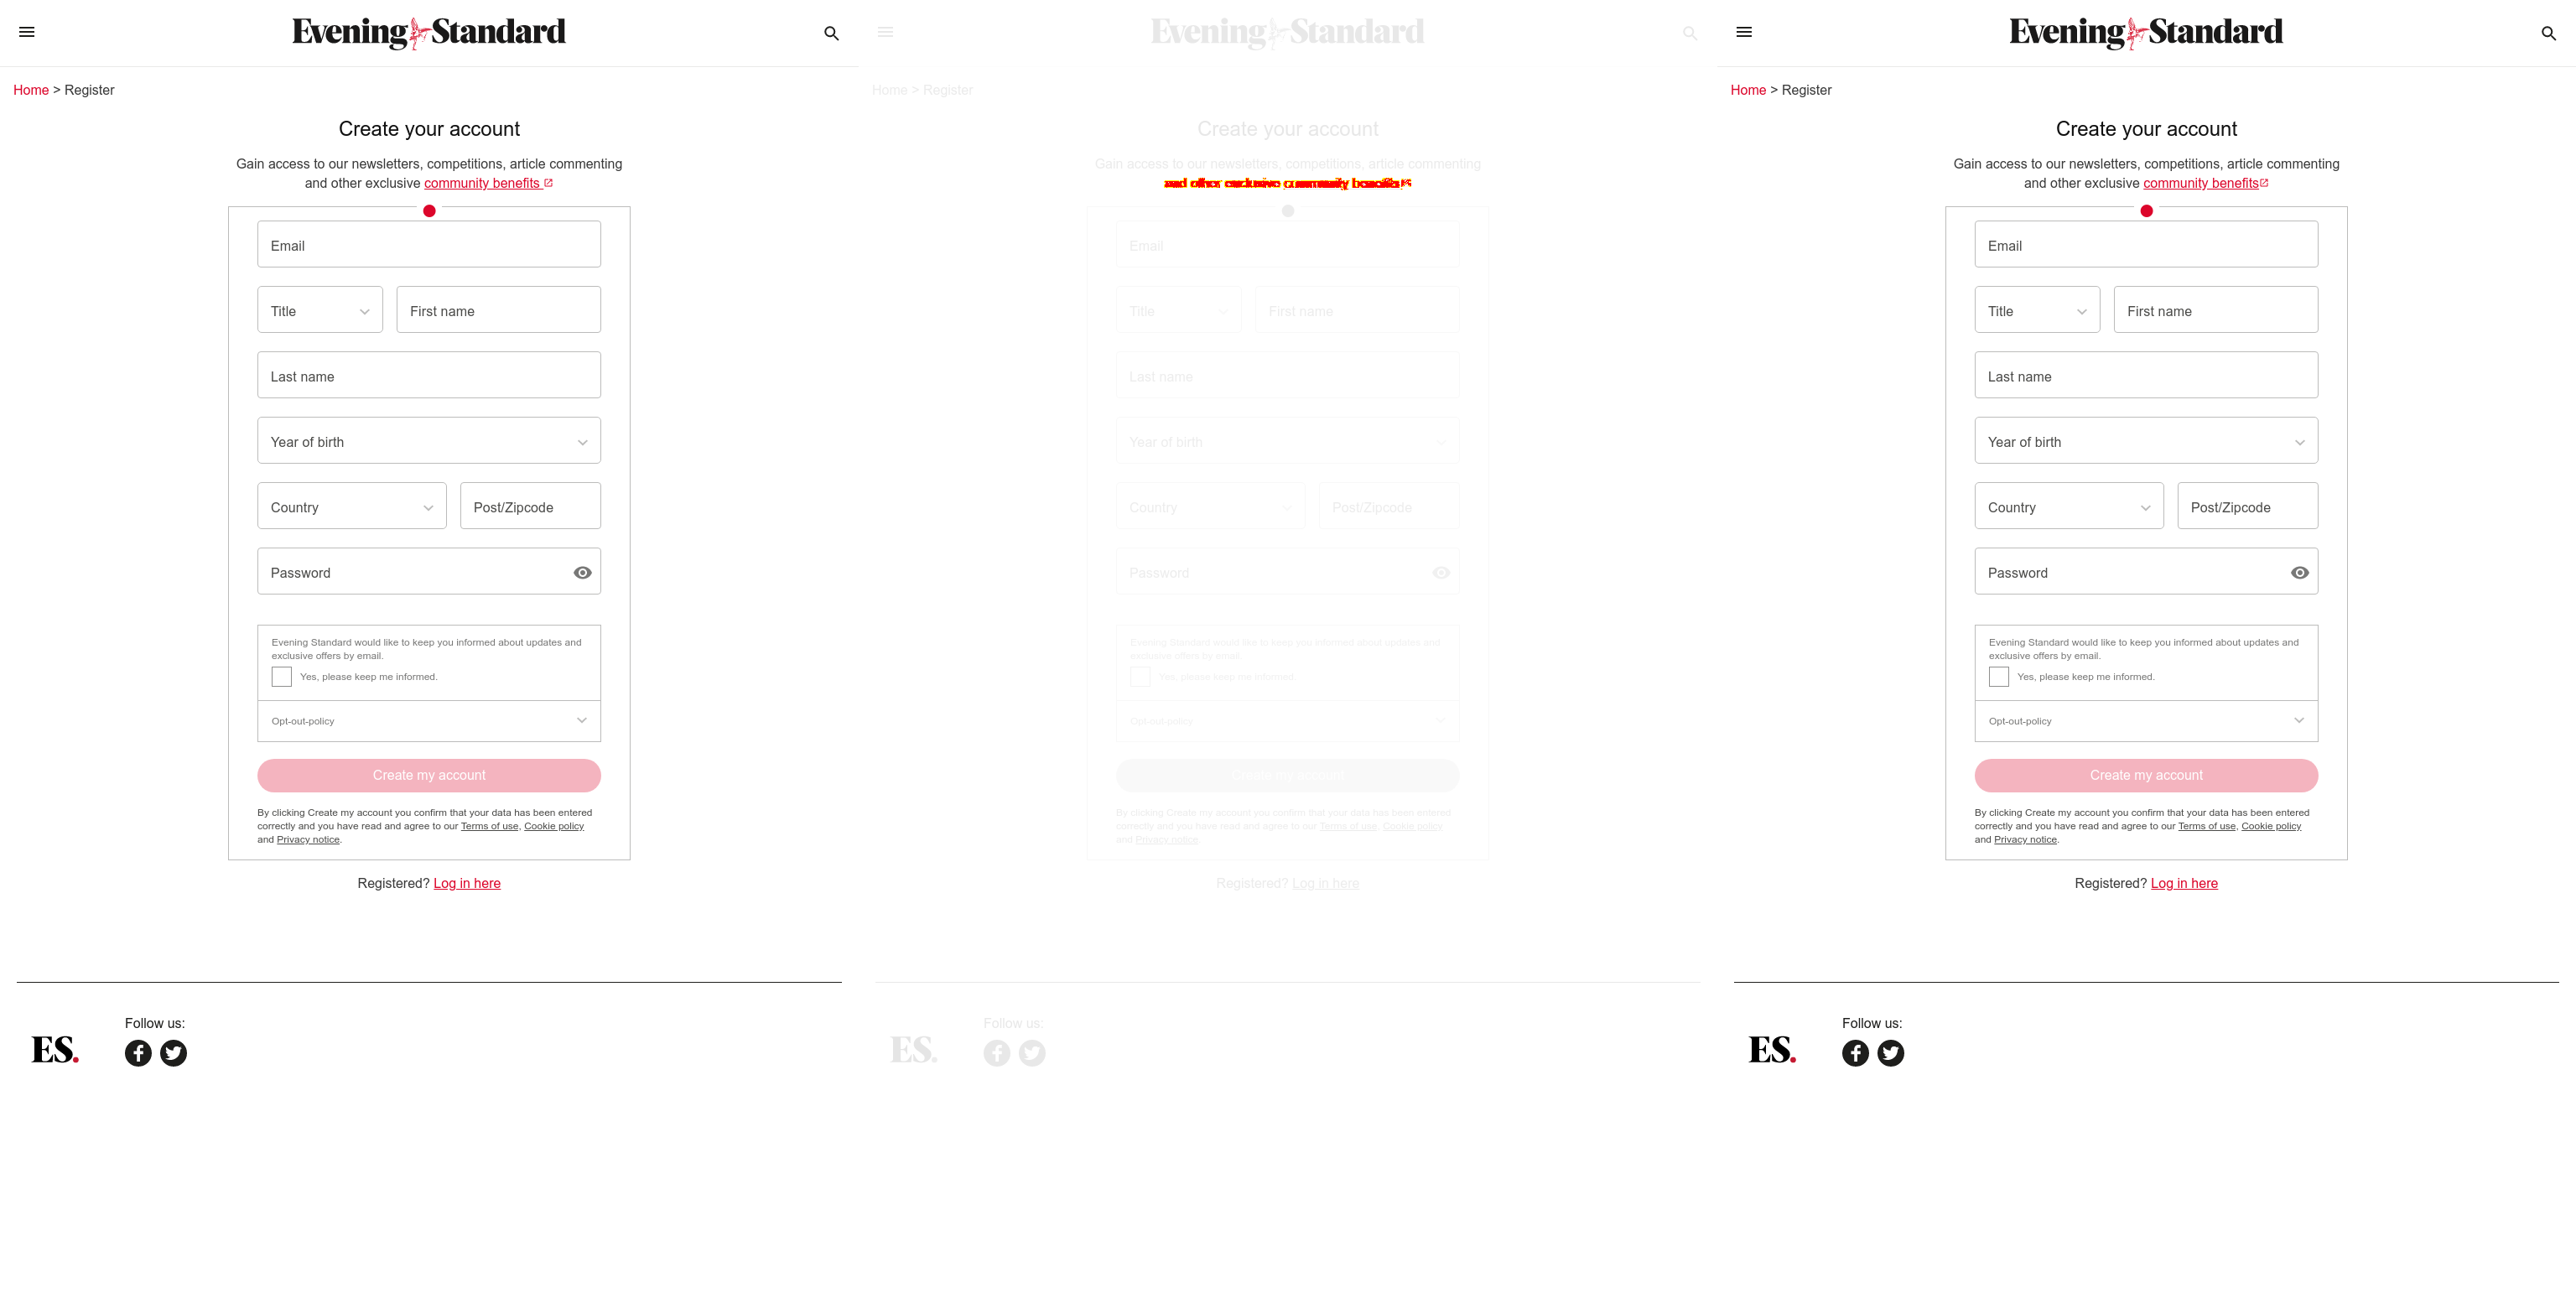 Evening Standard
Home > Register
Create your account
Gain access to our newsletters, competitions, article commenting
and other exclusive community benefits
Email
Title
First name
Last name
Year of birth
Country
Post/Zipcode
Password
Evening Standard would like to keep you informed about updates and
exclusive offers by email.
Yes, please keep me informed.
Opt-out-policy
Create my account
By clicking Create my account you confirm that your data has been entered
correctly and you have read and agree to our Terms of use, Cookie policy
and Privacy notice.
Registered? Log in here
Follow us:
ES.
Evening Standard
Home > Register
Create your account
Gain access to our newsletters, competitions, article commenting
and other exclusive community benefits
Email
Title
First name
Last name
Year of birth
Country
Post/Zipcode
Password
Evening Standard would like to keep you informed about updates and
exclusive offers by email.
Yes, please keep me informed.
Opt-out-policy
Create my account
By clicking Create my account you confirm that your data has been entered
correctly and you have read and agree to our Terms of use, Cookie policy
and Privacy notice.
Registered? Log in here
Follow us:
ES.
Evening Standard
Home > Register
Create your account
Gain access to our newsletters, competitions, article commenting
and other exclusive community benefits
Email
Title
First name
Last name
Year of birth
Country
Post/Zipcode
Password
Evening Standard would like to keep you informed about updates and
exclusive offers by email.
Yes, please keep me informed.
Opt-out-policy
Create my account
By clicking Create my account you confirm that your data has been entered
correctly and you have read and agree to our Terms of use, Cookie policy
and Privacy notice.
Registered? Log in here
Follow us:
ES.